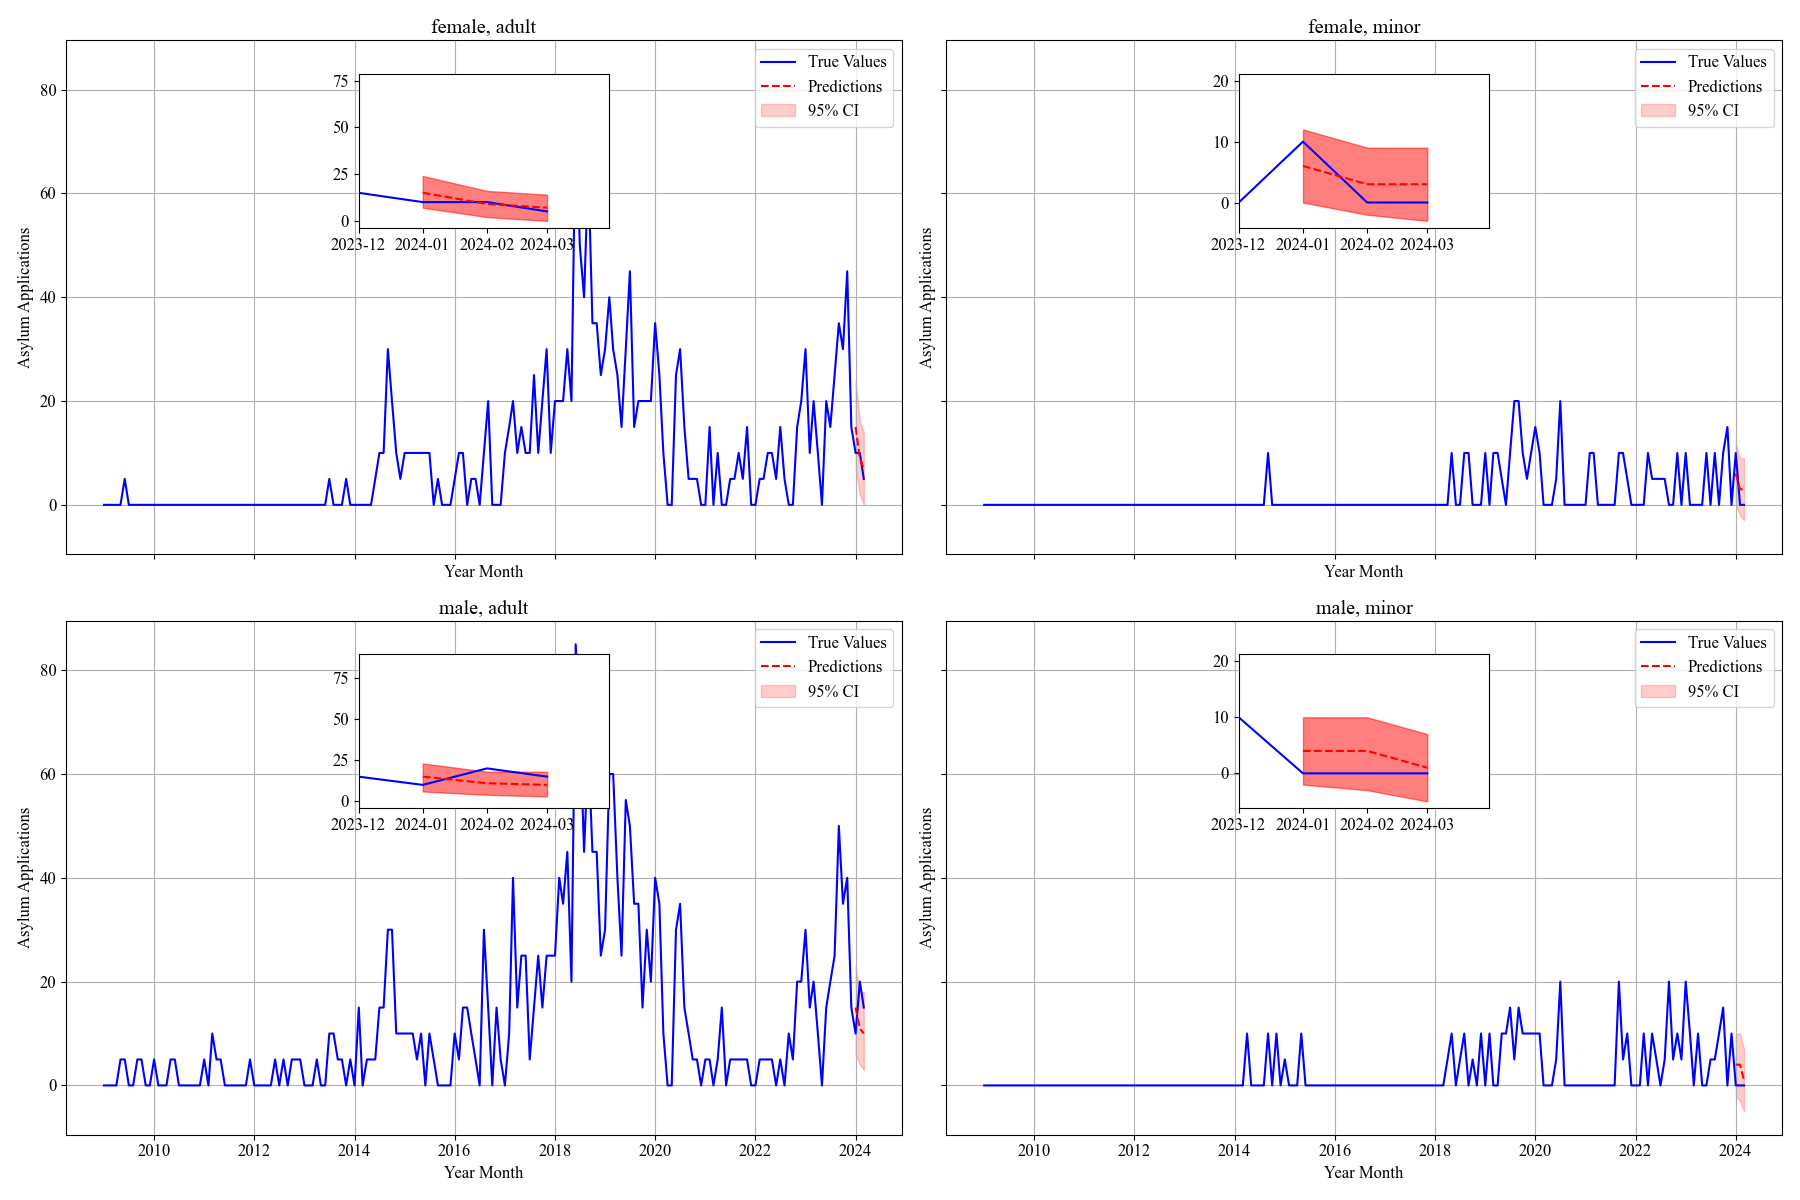 female, adult
True Values
Predictions
95% CI
75
50
25
0
2023-12 2024-01 2024-02 2024-03
80
60
40
20
0
Asylum Applications
Year Month
female, minor
True Values
Predictions
95% CI
20
10
0
2023-12 2024-01 2024-02 2024-03
Asylum Applications
Year Month
male, adult
True Values
Predictions
95% CI
75
50
25
0
2023-12 2024-01 2024-02 2024-03
80
60
40
20
0
Asylum Applications
2010 2012 2014 2016 2018 2020 2022 2024
Year Month
male, minor
True Values
Predictions
95% CI
20
10
0
2023-12 2024-01 2024-02 2024-03
Asylum Applications
2010 2012 2014 2016 2018 2020 2022 2024
Year Month